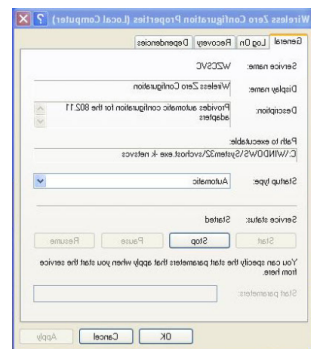 Wireless Zero Configuration Properties (Local Computer)
General Log On Recovery Dependencies
Service name: WZCSVC
Display name: Wireless Zero Configuration
Description: Provides automatic configuration for the 802.11 adapters
Path to executable:
C:\WINDOWS\System32\svchost.exe -k netsvcs
Startup type: Automatic
Service status: Started
Start Stop Pause Resume
You can specify the start parameters that apply when you start the service
from here.
Start parameters:
OK Cancel Apply